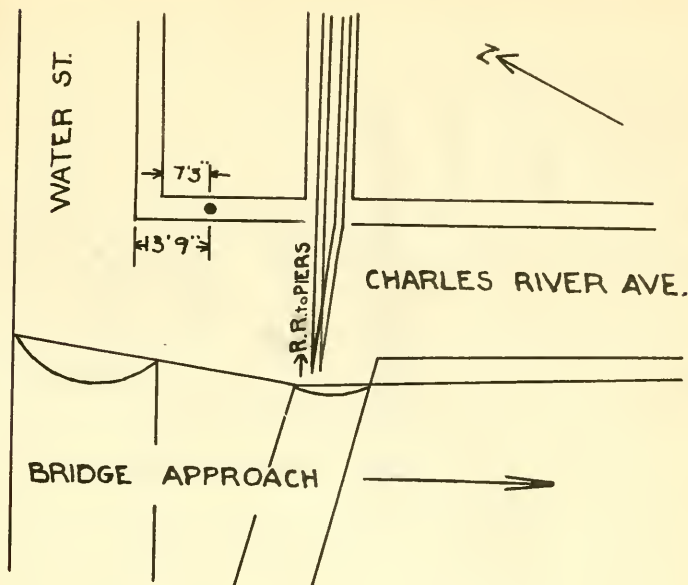 WATER ST.
N
7'3"
13'9"
R.R. to PIERS
CHARLES RIVER AVE.
BRIDGE APPROACH